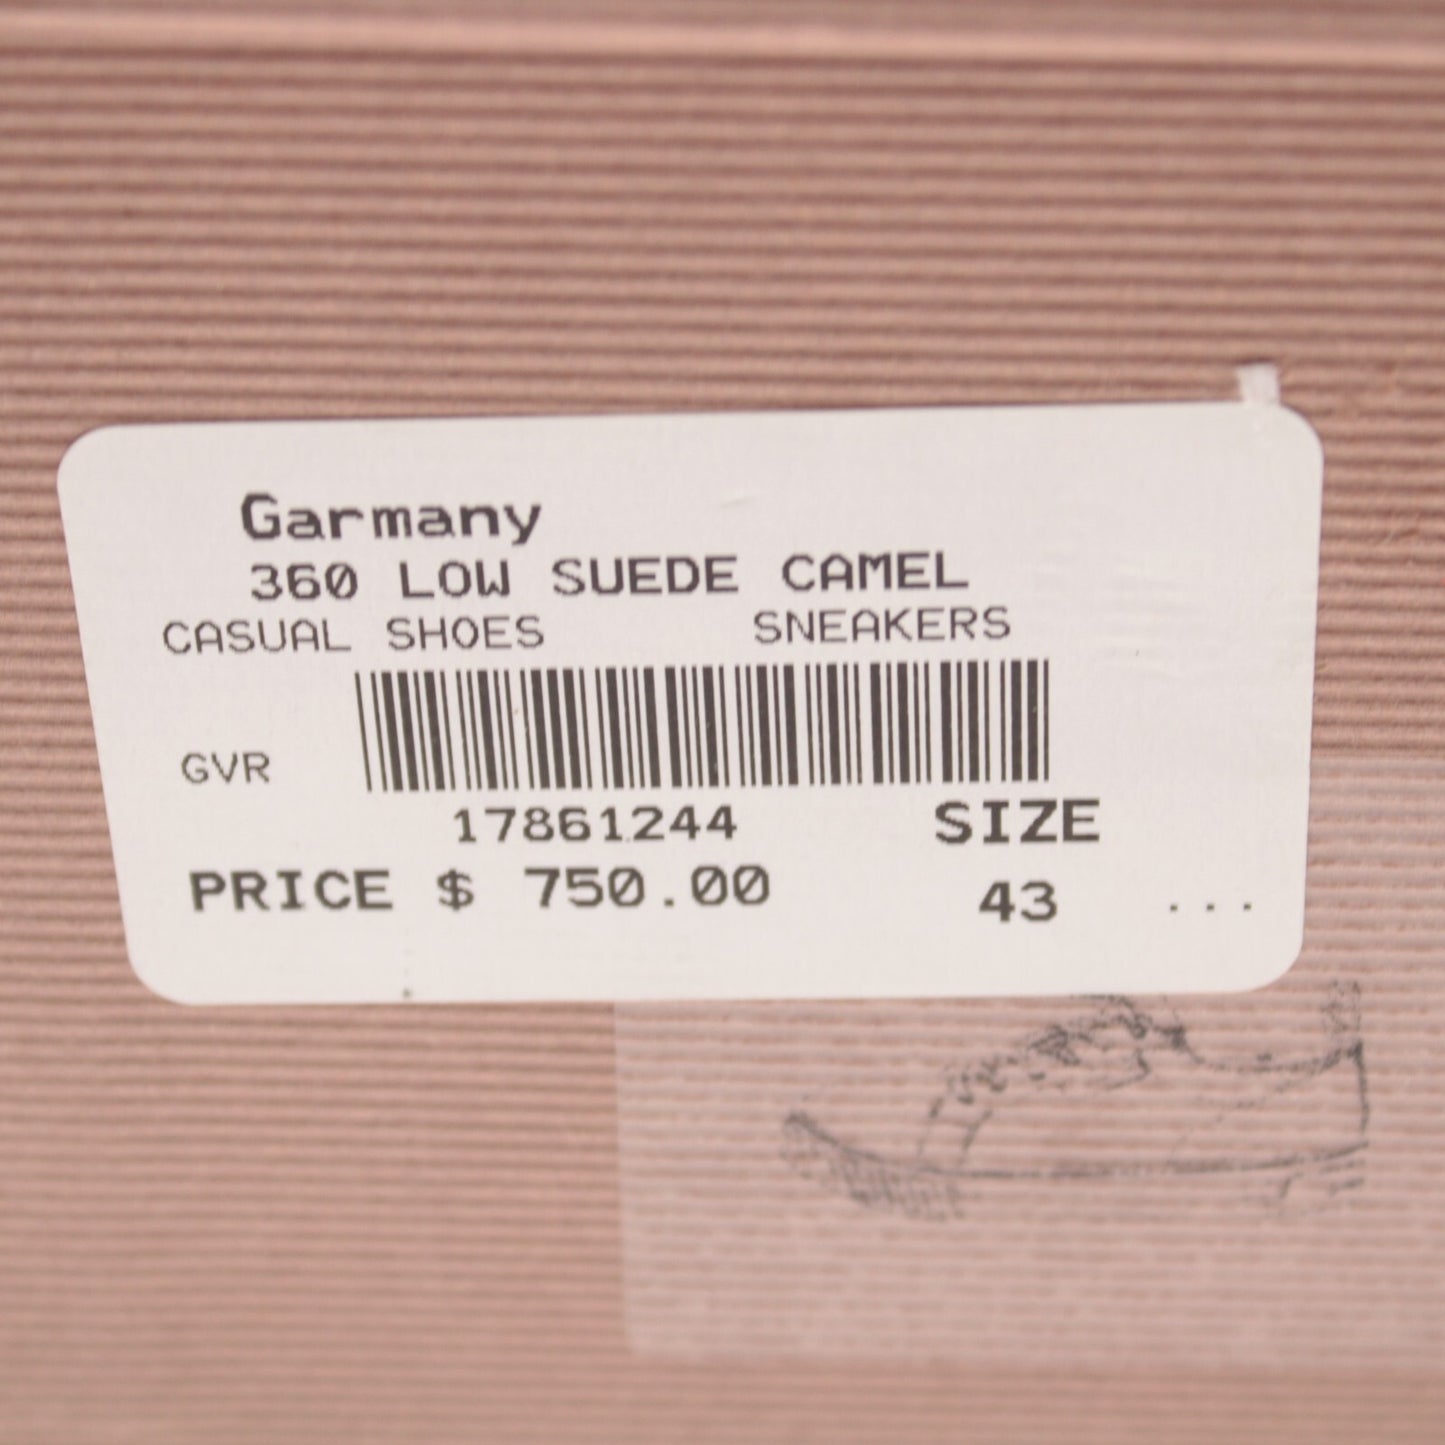 Garmany
360 LOW SUEDE CAMEL
CASUAL SHOES SNEAKERS
GVR
17861244 SIZE
PRICE $ 750.00 43 ...